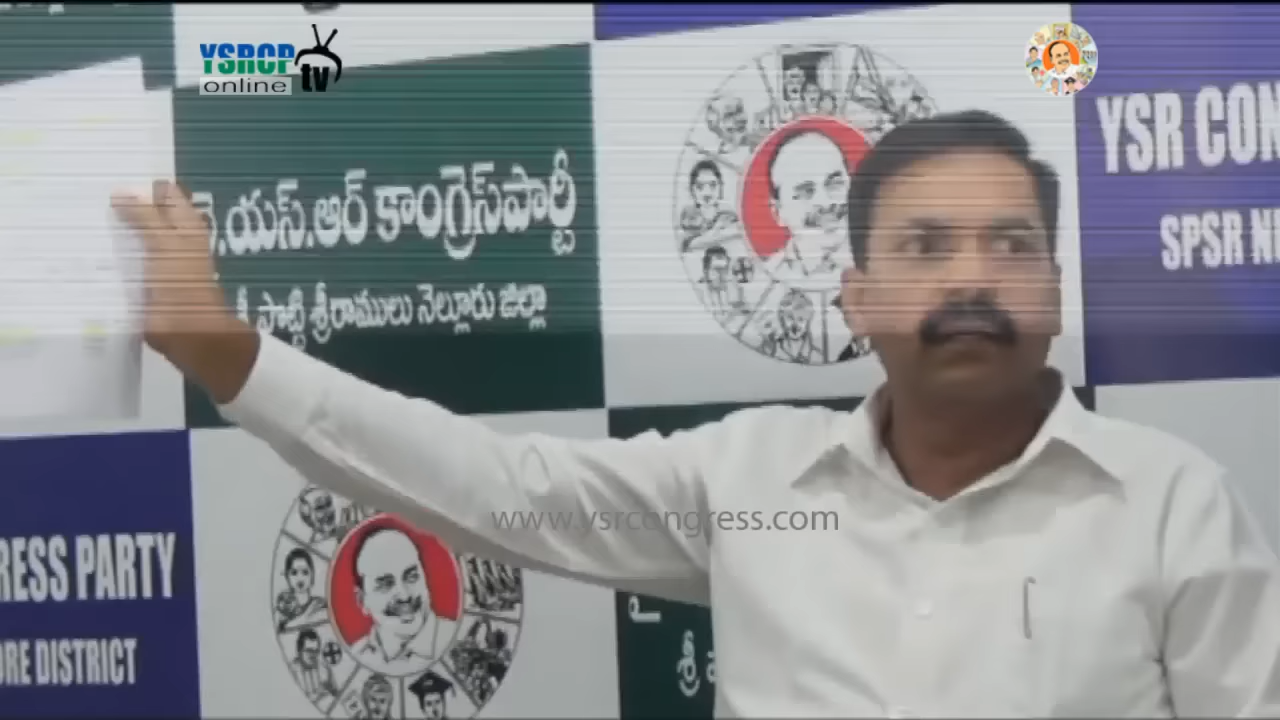 YSRCP
online tv
YSR CON
SPSR N
వై.యస్.ఆర్ కాంగ్రెస్‌పార్టీ
శ్రీ పొట్టి శ్రీరాములు నెల్లూరు జిల్లా
www.ysrcongress.com
RESS PARTY
ORE DISTRICT
శ్రీ